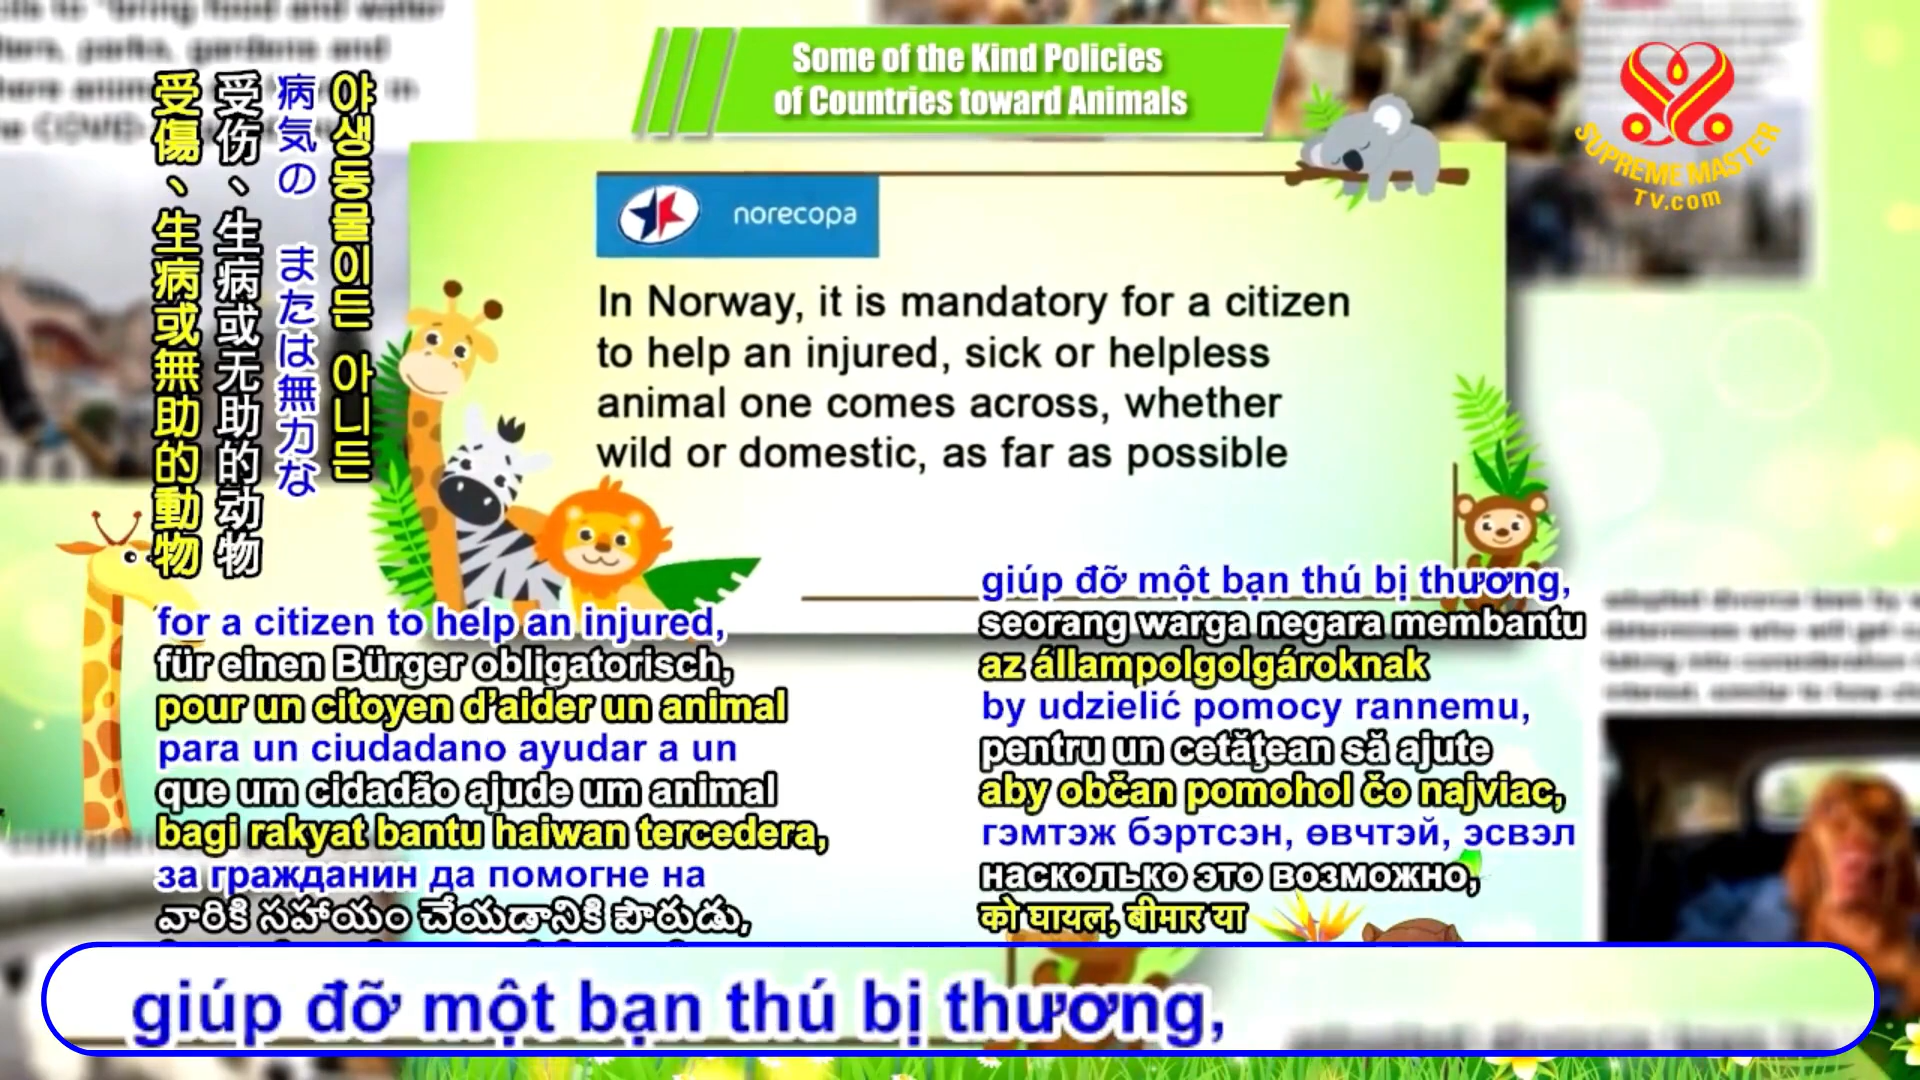 Some of the Kind Policies
of Countries toward Animals
SUPREME MASTER
TV.com
norecopa
In Norway, it is mandatory for a citizen
to help an injured, sick or helpless
animal one comes across, whether
wild or domestic, as far as possible
야생동물이든 아니든
病気の または無力な
受伤、生病或无助的动物
受傷、生病或無助的動物
for a citizen to help an injured,
für einen Bürger obligatorisch,
pour un citoyen d’aider un animal
para un ciudadano ayudar a un
que um cidadão ajude um animal
bagi rakyat bantu haiwan tercedera,
за гражданин да помогне на
వారికి సహాయం చేయడానికి పౌరుడు,
giúp đỡ một bạn thú bị thương,
seorang warga negara membantu
az állampolgolgároknak
by udzielić pomocy rannemu,
pentru un cetăţean să ajute
aby občan pomohol čo najviac,
гэмтэж бэртсэн, өвчтэй, эсвэл
насколько это возможно,
को घायल, बीमार या
giúp đỡ một bạn thú bị thương,